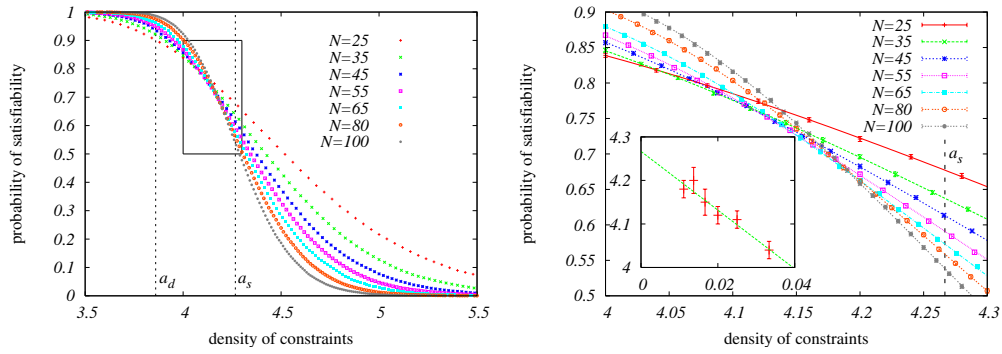 probability of satisfiability
1
0.9
0.8
0.7
0.6
0.5
0.4
0.3
0.2
0.1
0
3.5
4
4.5
5
5.5
density of constraints
a_d
a_s
N=25
N=35
N=45
N=55
N=65
N=80
N=100
probability of satisfiability
0.9
0.85
0.8
0.75
0.7
0.65
0.6
0.55
0.5
4
4.05
4.1
4.15
4.2
4.25
4.3
density of constraints
a_s
N=25
N=35
N=45
N=55
N=65
N=80
N=100
4.3
4.2
4.1
4
0
0.02
0.04